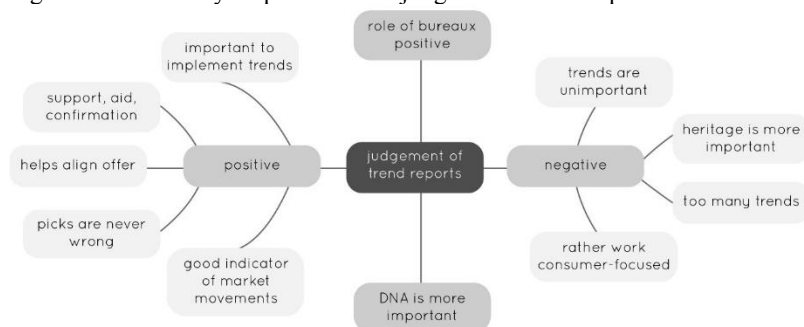 role of bureaux
positive
important to
implement trends
support, aid,
confirmation
helps align offer
picks are never
wrong
good indicator
of market
movements
positive
judgement of
trend reports
negative
trends are
unimportant
heritage is more
important
too many trends
rather work
consumer-focused
DNA is more
important